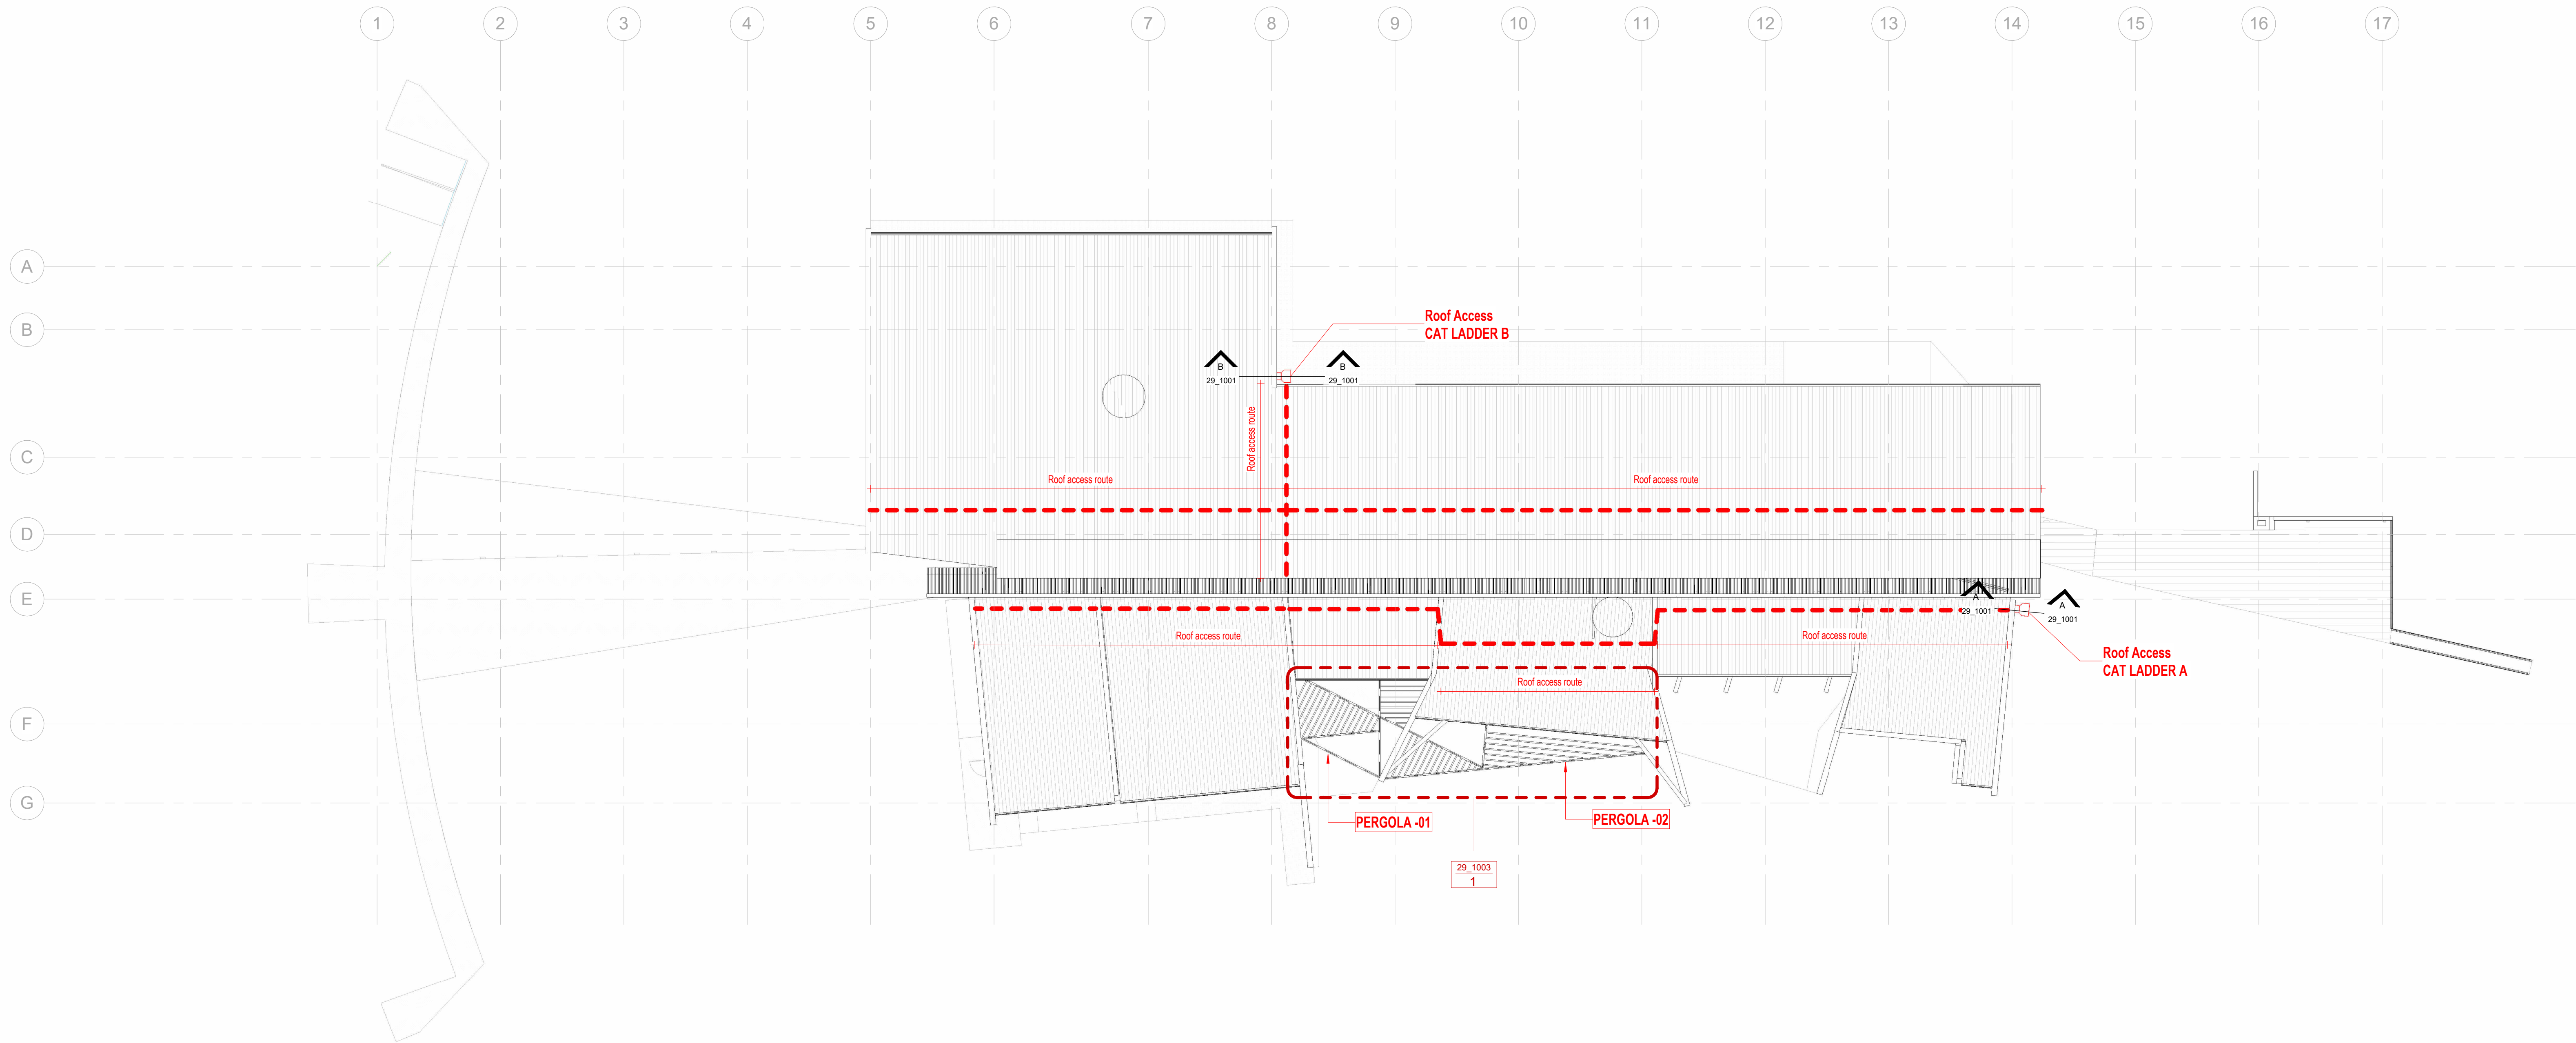 1 2 3 4 5 6 7 8 9 10 11 12 13 14 15 16 17
A
B
Roof Access
CAT LADDER B
B
29_1001
B
29_1001
Roof access route
C
Roof access route
Roof access route
D
E
A
29_1001
A
29_1001
Roof access route
Roof access route
Roof Access
CAT LADDER A
Roof access route
F
G
PERGOLA -01
PERGOLA -02
29_1003
1